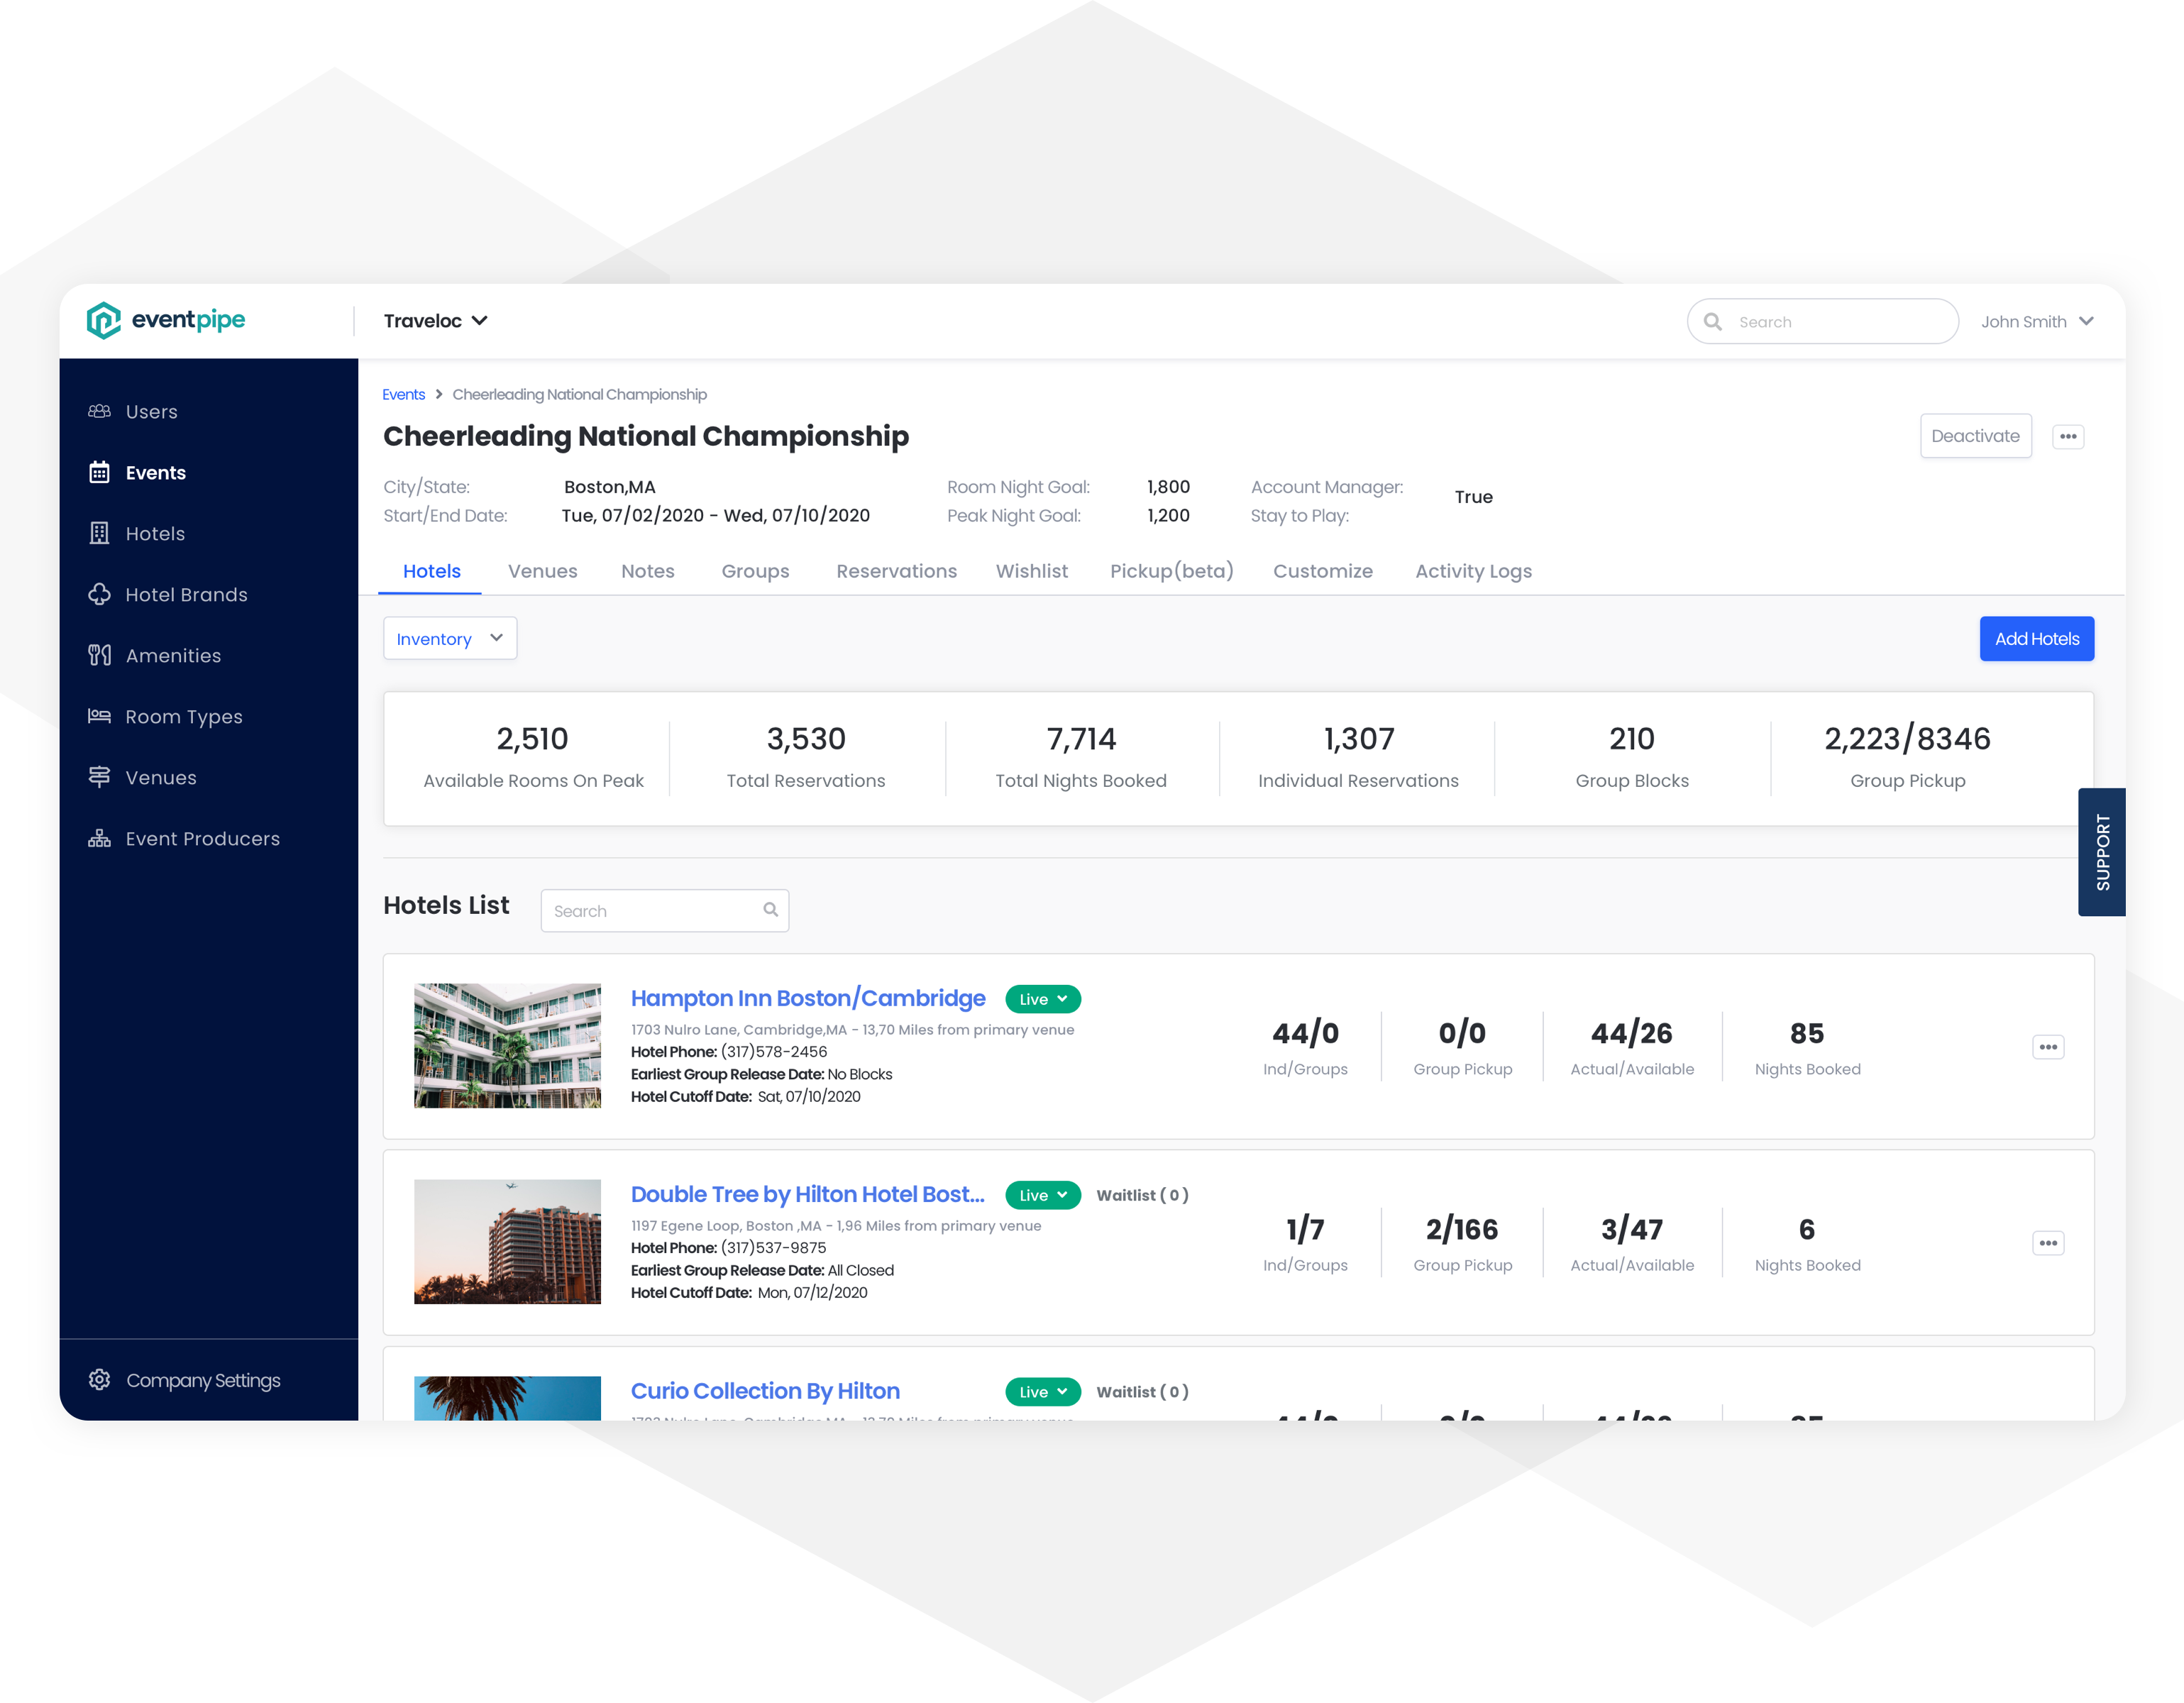 eventpipe
Traveloc
Search
John Smith
Users
Events
Hotels
Hotel Brands
Amenities
Room Types
Venues
Event Producers
Company Settings
Events > Cheerleading National Championship
Cheerleading National Championship
Deactivate
City/State: Boston,MA
Start/End Date: Tue, 07/02/2020 - Wed, 07/10/2020
Room Night Goal: 1,800
Peak Night Goal: 1,200
Account Manager:
Stay to Play:
True
Hotels Venues Notes Groups Reservations Wishlist Pickup(beta) Customize Activity Logs
Inventory
Add Hotels
2,510 3,530 7,714 1,307 210 2,223/8346
Available Rooms On Peak Total Reservations Total Nights Booked Individual Reservations Group Blocks Group Pickup
SUPPORT
Hotels List
Search
Hampton Inn Boston/Cambridge Live
1703 Nulro Lane, Cambridge,MA - 13,70 Miles from primary venue
Hotel Phone: (317)578-2456
Earliest Group Release Date: No Blocks
Hotel Cutoff Date: Sat, 07/10/2020
44/0 0/0 44/26 85
Ind/Groups Group Pickup Actual/Available Nights Booked
Double Tree by Hilton Hotel Bost... Live Waitlist ( 0 )
1197 Egene Loop, Boston ,MA - 1,96 Miles from primary venue
Hotel Phone: (317)537-9875
Earliest Group Release Date: All Closed
Hotel Cutoff Date: Mon, 07/12/2020
1/7 2/166 3/47 6
Ind/Groups Group Pickup Actual/Available Nights Booked
Curio Collection By Hilton Live Waitlist ( 0 )